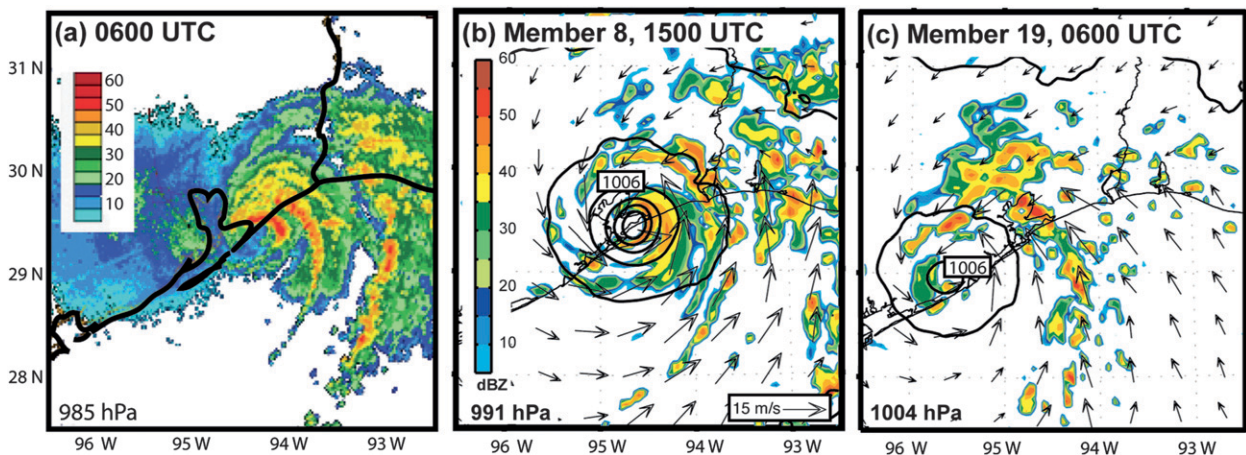 (a) 0600 UTC
31 N
30 N
29 N
28 N
60
50
40
30
20
10
985 hPa
96 W 95 W 94 W 93 W
(b) Member 8, 1500 UTC
60
50
40
30
20
10
dBZ
1006
991 hPa
15 m/s
96 W 95 W 94 W 93 W
(c) Member 19, 0600 UTC
1006
1004 hPa
96 W 95 W 94 W 93 W